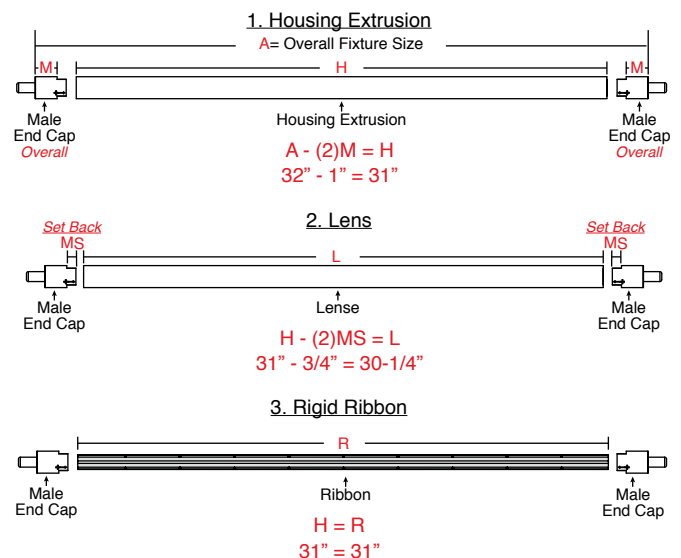 1. Housing Extrusion
A= Overall Fixture Size
M
H
M
Male
End Cap
Overall
Housing Extrusion
Male
End Cap
Overall
A - (2)M = H
32” - 1” = 31”
2. Lens
Set Back
MS
L
Set Back
MS
Male
End Cap
Lense
Male
End Cap
H - (2)MS = L
31” - 3/4” = 30-1/4”
3. Rigid Ribbon
R
Male
End Cap
Ribbon
Male
End Cap
H = R
31” = 31”